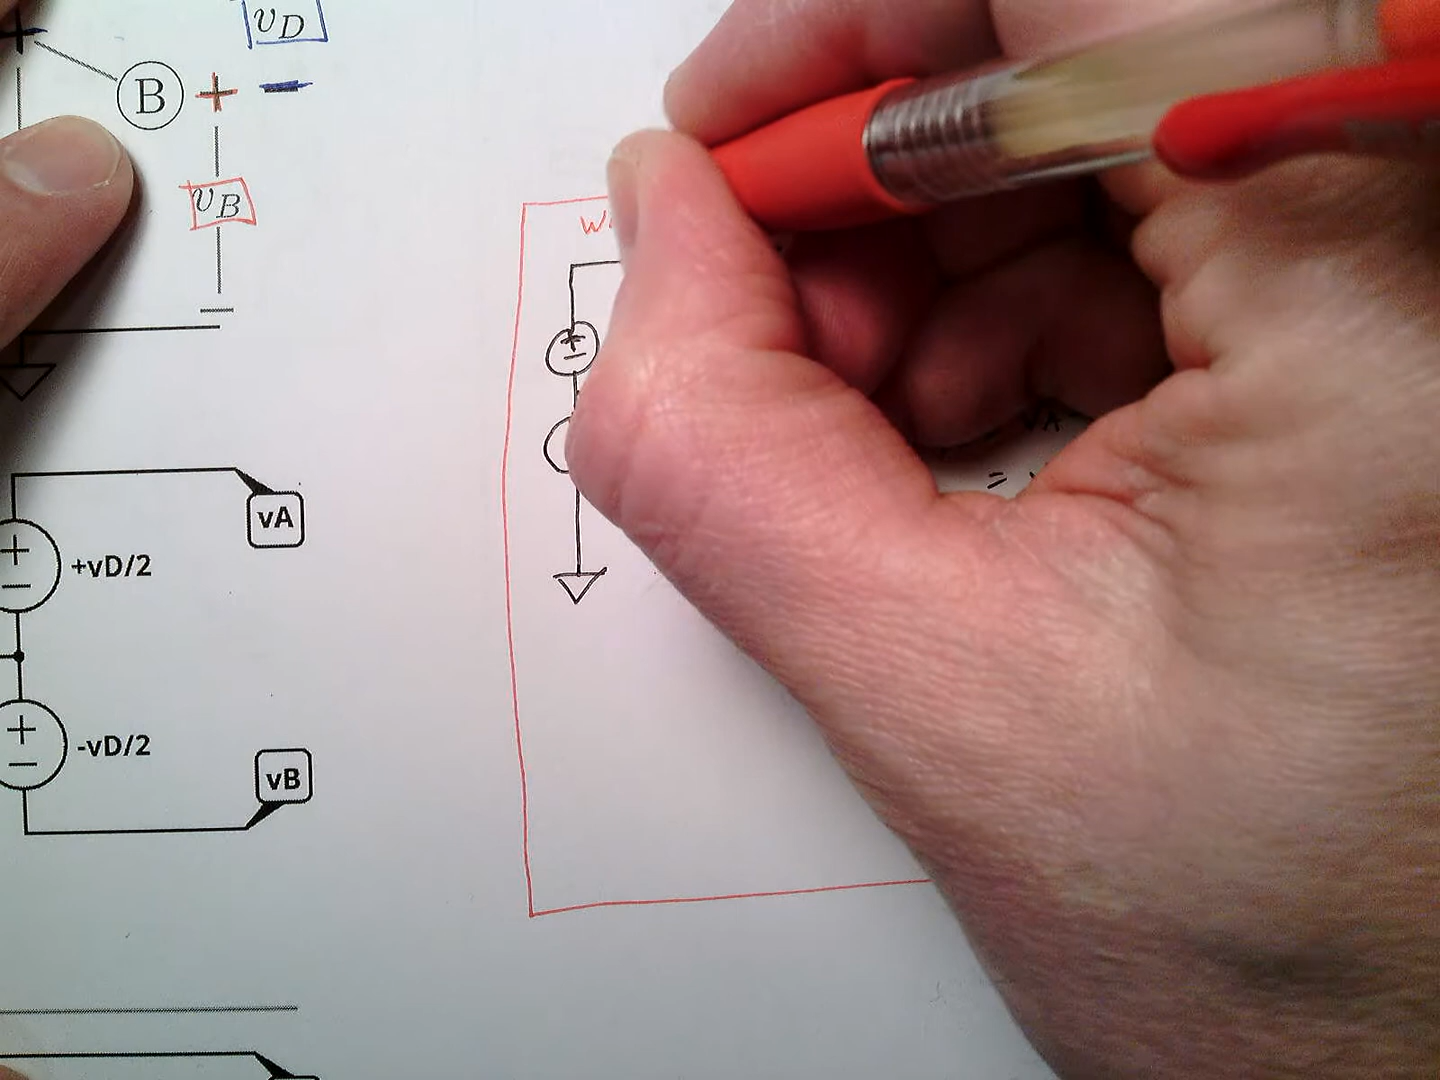 v_D
B + −
v_B
−
vA
+
+vD/2
−
+
-vD/2
−
vB
+
−
=